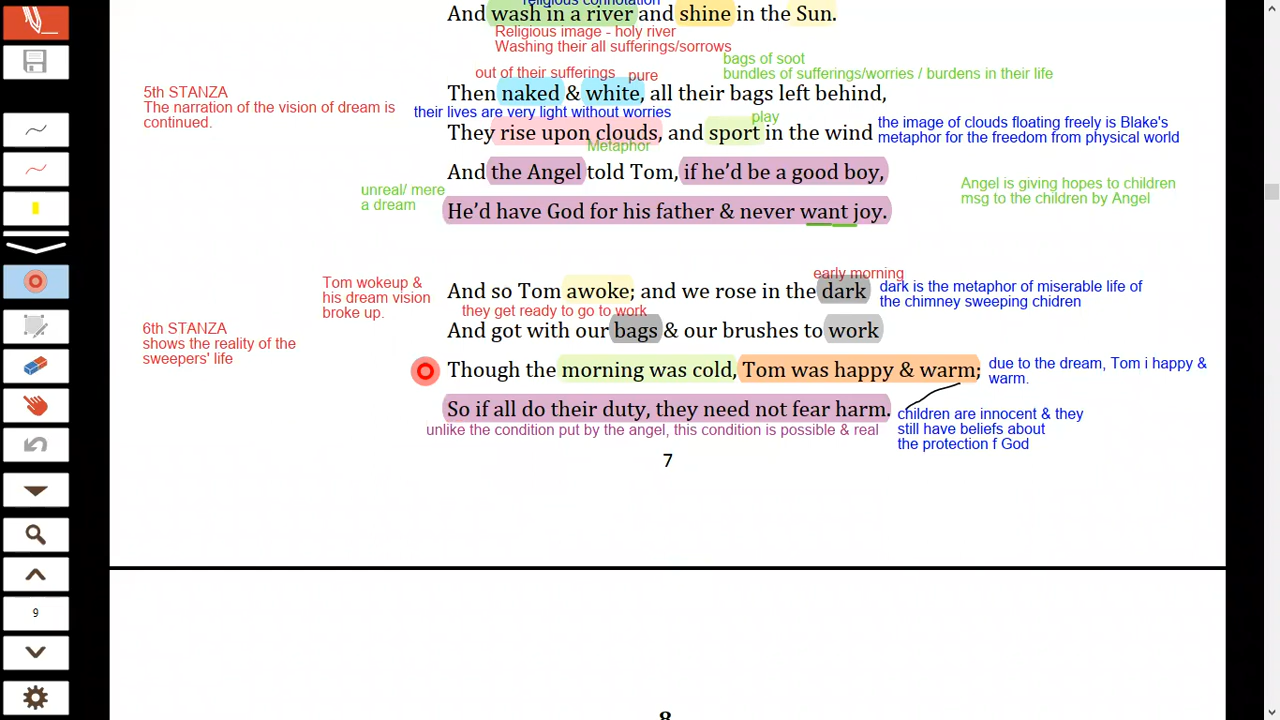 religious connotation
And wash in a river and shine in the Sun.
Religious image - holy river
Washing their all sufferings/sorrows
bags of soot
out of their sufferings pure bundles of sufferings/worries / burdens in their life
5th STANZA
The narration of the vision of dream is
continued.
Then naked & white, all their bags left behind,
their lives are very light without worries
play
They rise upon clouds, and sport in the wind
the image of clouds floating freely is Blake's
metaphor for the freedom from physical world
Metaphor
And the Angel told Tom, if he'd be a good boy,
unreal/ mere
a dream
Angel is giving hopes to children
msg to the children by Angel
He'd have God for his father & never want joy.
Tom wokeup &
his dream vision
broke up.
early morning
And so Tom awoke; and we rose in the dark
dark is the metaphor of miserable life of
the chimney sweeping chidren
they get ready to go to work
6th STANZA
shows the reality of the
sweepers' life
And got with our bags & our brushes to work
Though the morning was cold, Tom was happy & warm;
due to the dream, Tom i happy &
warm.
So if all do their duty, they need not fear harm.
children are innocent & they
still have beliefs about
the protection f God
unlike the condition put by the angel, this condition is possible & real
7
9
8